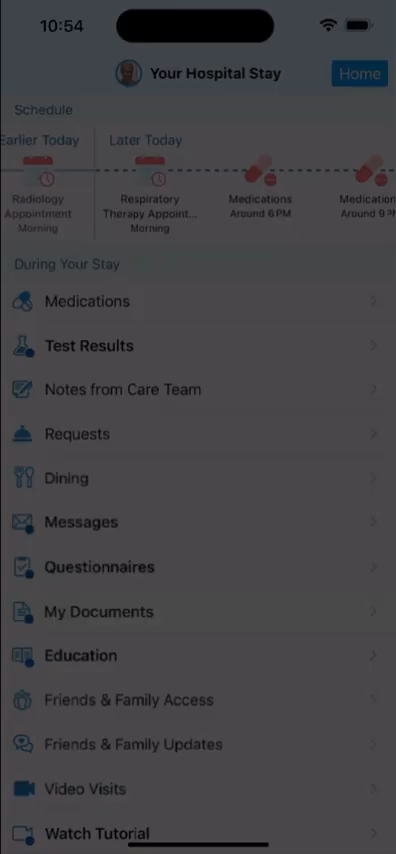 10:54
Your Hospital Stay
Home
Schedule
Earlier Today
Later Today
Radiology
Appointment
Morning
Respiratory
Therapy Appoint...
Morning
Medications
Around 6 PM
Medication
Around 9 PM
During Your Stay
Medications
Test Results
Notes from Care Team
Requests
Dining
Messages
Questionnaires
My Documents
Education
Friends & Family Access
Friends & Family Updates
Video Visits
Watch Tutorial